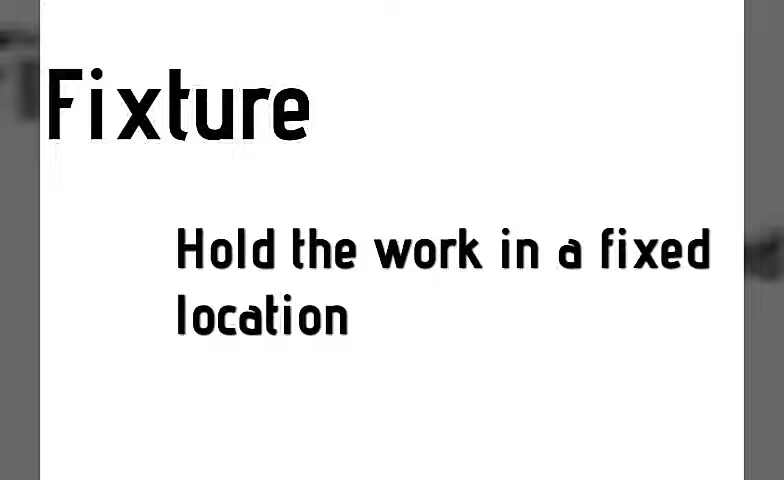 Fixture
Hold the work in a fixed
location